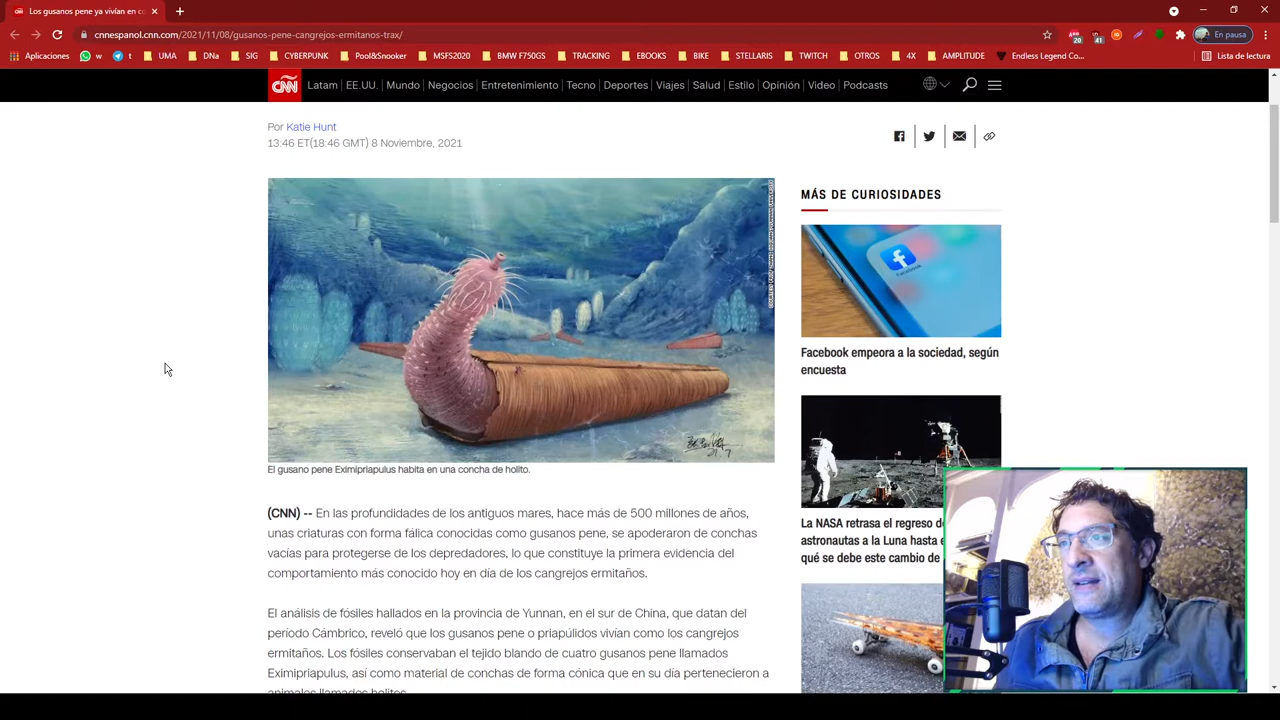 Los gusanos pene ya vivían en c
cnnespanol.cnn.com/2021/11/08/gusanos-pene-cangrejos-ermitanos-trax/
20
41
En pausa
Aplicaciones
w
t
UMA
DNa
SIG
CYBERPUNK
Pool&Snooker
MSFS2020
BMW F750GS
TRACKING
EBOOKS
BIKE
STELLARIS
TWITCH
OTROS
4X
AMPLITUDE
Endless Legend Co...
Lista de lectura
CNN
Latam
EE.UU.
Mundo
Negocios
Entretenimiento
Tecno
Deportes
Viajes
Salud
Estilo
Opinión
Video
Podcasts
Por Katie Hunt
13:46 ET(18:46 GMT) 8 Noviembre, 2021
El gusano pene Eximipriapulus habita en una concha de holito.
(CNN) -- En las profundidades de los antiguos mares, hace más de 500 millones de años,
unas criaturas con forma fálica conocidas como gusanos pene, se apoderaron de conchas
vacías para protegerse de los depredadores, lo que constituye la primera evidencia del
comportamiento más conocido hoy en día de los cangrejos ermitaños.
El análisis de fósiles hallados en la provincia de Yunnan, en el sur de China, que datan del
período Cámbrico, reveló que los gusanos pene o priapúlidos vivían como los cangrejos
ermitaños. Los fósiles conservaban el tejido blando de cuatro gusanos pene llamados
Eximipriapulus, así como material de conchas de forma cónica que en su día pertenecieron a
animales llamados holitos.
MÁS DE CURIOSIDADES
Facebook
Facebook empeora a la sociedad, según
encuesta
La NASA retrasa el regreso de
astronautas a la Luna hasta
qué se debe este cambio de